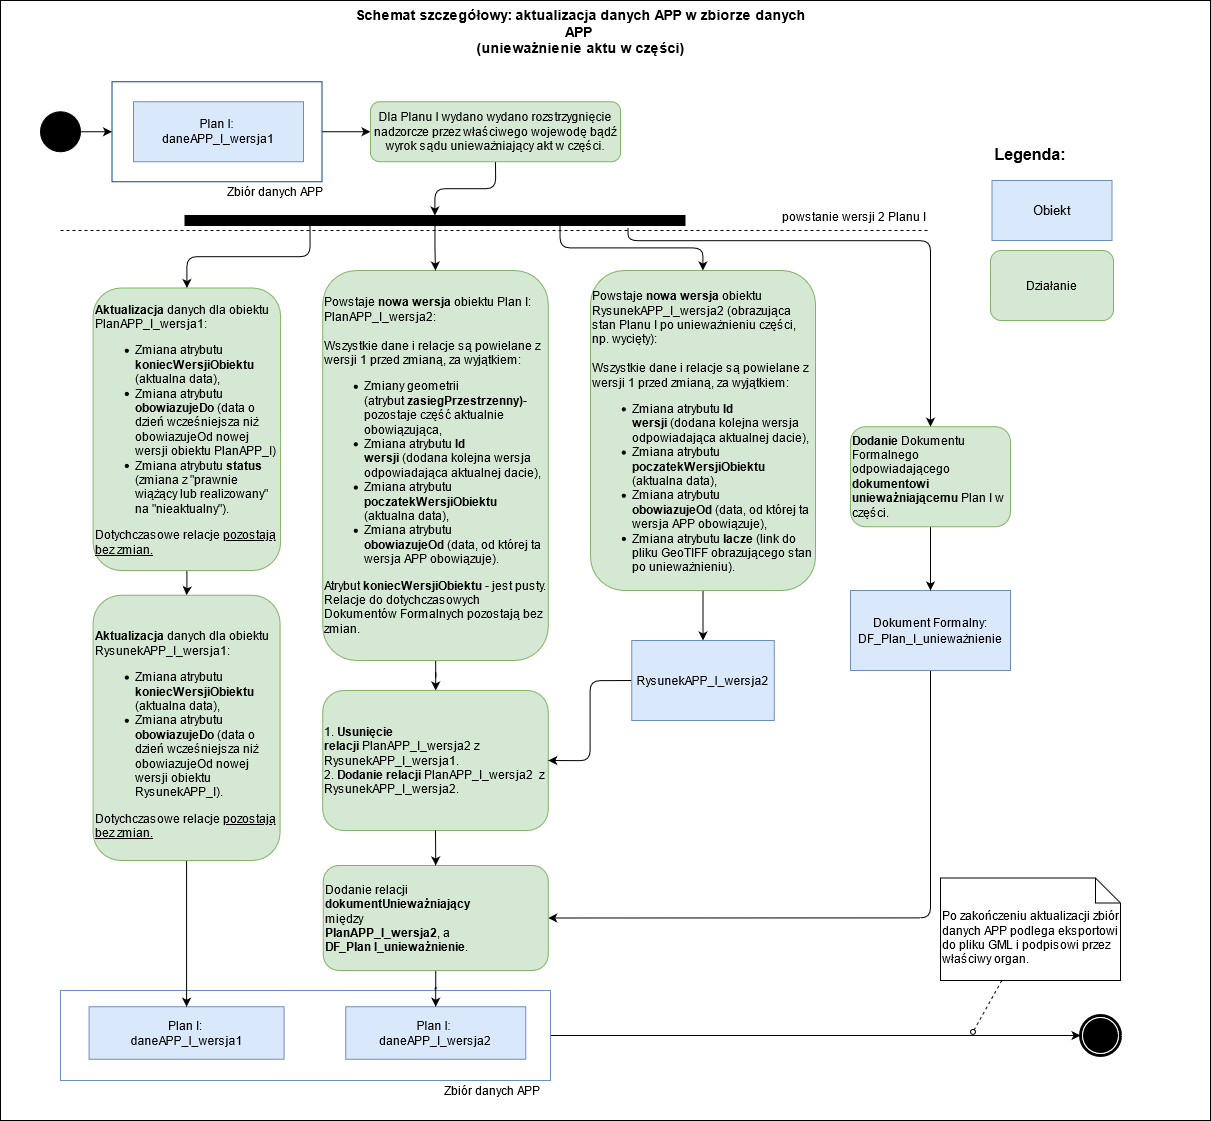 Schemat szczegółowy: aktualizacja danych APP w zbiorze danych
APP
(unieważnienie aktu w części)
Plan I:
daneAPP_I_wersja1
Zbiór danych APP
Dla Planu I wydano wydano rozstrzygnięcie
nadzorcze przez właściwego wojewodę bądź
wyrok sądu unieważniający akt w części.
Legenda:
Obiekt
Działanie
powstanie wersji 2 Planu I
Aktualizacja danych dla obiektu
PlanAPP_I_wersja1:
• Zmiana atrybutu
koniecWersjiObiektu
(aktualna data),
• Zmiana atrybutu
obowiazujeDo (data o
dzień wcześniejsza niż
obowiazujeOd nowej
wersji obiektu PlanAPP_I)
• Zmiana atrybutu status
(zmiana z "prawnie
wiążący lub realizowany"
na "nieaktualny").
Dotychczasowe relacje pozostają
bez zmian.
Aktualizacja danych dla obiektu
RysunekAPP_I_wersja1:
• Zmiana atrybutu
koniecWersjiObiektu
(aktualna data),
• Zmiana atrybutu
obowiazujeDo (data o
dzień wcześniejsza niż
obowiazujeOd nowej
wersji obiektu
RysunekAPP_I).
Dotychczasowe relacje pozostają
bez zmian.
Powstaje nowa wersja obiektu Plan I:
PlanAPP_I_wersja2:
Wszystkie dane i relacje są powielane z
wersji 1 przed zmianą, za wyjątkiem:
• Zmiany geometrii
(atrybut zasiegPrzestrzenny)-
pozostaje część aktualnie
obowiązująca,
• Zmiana atrybutu Id
wersji (dodana kolejna wersja
odpowiadająca aktualnej dacie),
• Zmiana atrybutu
poczatekWersjiObiektu
(aktualna data),
• Zmiana atrybutu
obowiazujeOd (data, od której ta
wersja APP obowiązuje).
Atrybut koniecWersjiObiektu - jest pusty.
Relacje do dotychczasowych
Dokumentów Formalnych pozostają bez
zmian.
1. Usunięcie
relacji PlanAPP_I_wersja2 z
RysunekAPP_I_wersja1.
2. Dodanie relacji PlanAPP_I_wersja2 z
RysunekAPP_I_wersja2.
Dodanie relacji
dokumentUnieważniający
między
PlanAPP_I_wersja2, a
DF_Plan I_unieważnienie.
Powstaje nowa wersja obiektu
RysunekAPP_I_wersja2 (obrazująca
stan Planu I po unieważnieniu części,
np. wycięty):
Wszystkie dane i relacje są powielane z
wersji 1 przed zmianą, za wyjątkiem:
• Zmiana atrybutu Id
wersji (dodana kolejna wersja
odpowiadająca aktualnej dacie),
• Zmiana atrybutu
poczatekWersjiObiektu
(aktualna data),
• Zmiana atrybutu
obowiazujeOd (data, od której ta
wersja APP obowiązuje),
• Zmiana atrybutu lacze (link do
pliku GeoTIFF obrazującego stan
po unieważnieniu).
RysunekAPP_I_wersja2
Dodanie Dokumentu
Formalnego
odpowiadającego
dokumentowi
unieważniającemu Plan I w
części.
Dokument Formalny:
DF_Plan_I_unieważnienie
Po zakończeniu aktualizacji zbiór
danych APP podlega eksportowi
do pliku GML i podpisowi przez
właściwy organ.
Plan I:
daneAPP_I_wersja1
Plan I:
daneAPP_I_wersja2
Zbiór danych APP